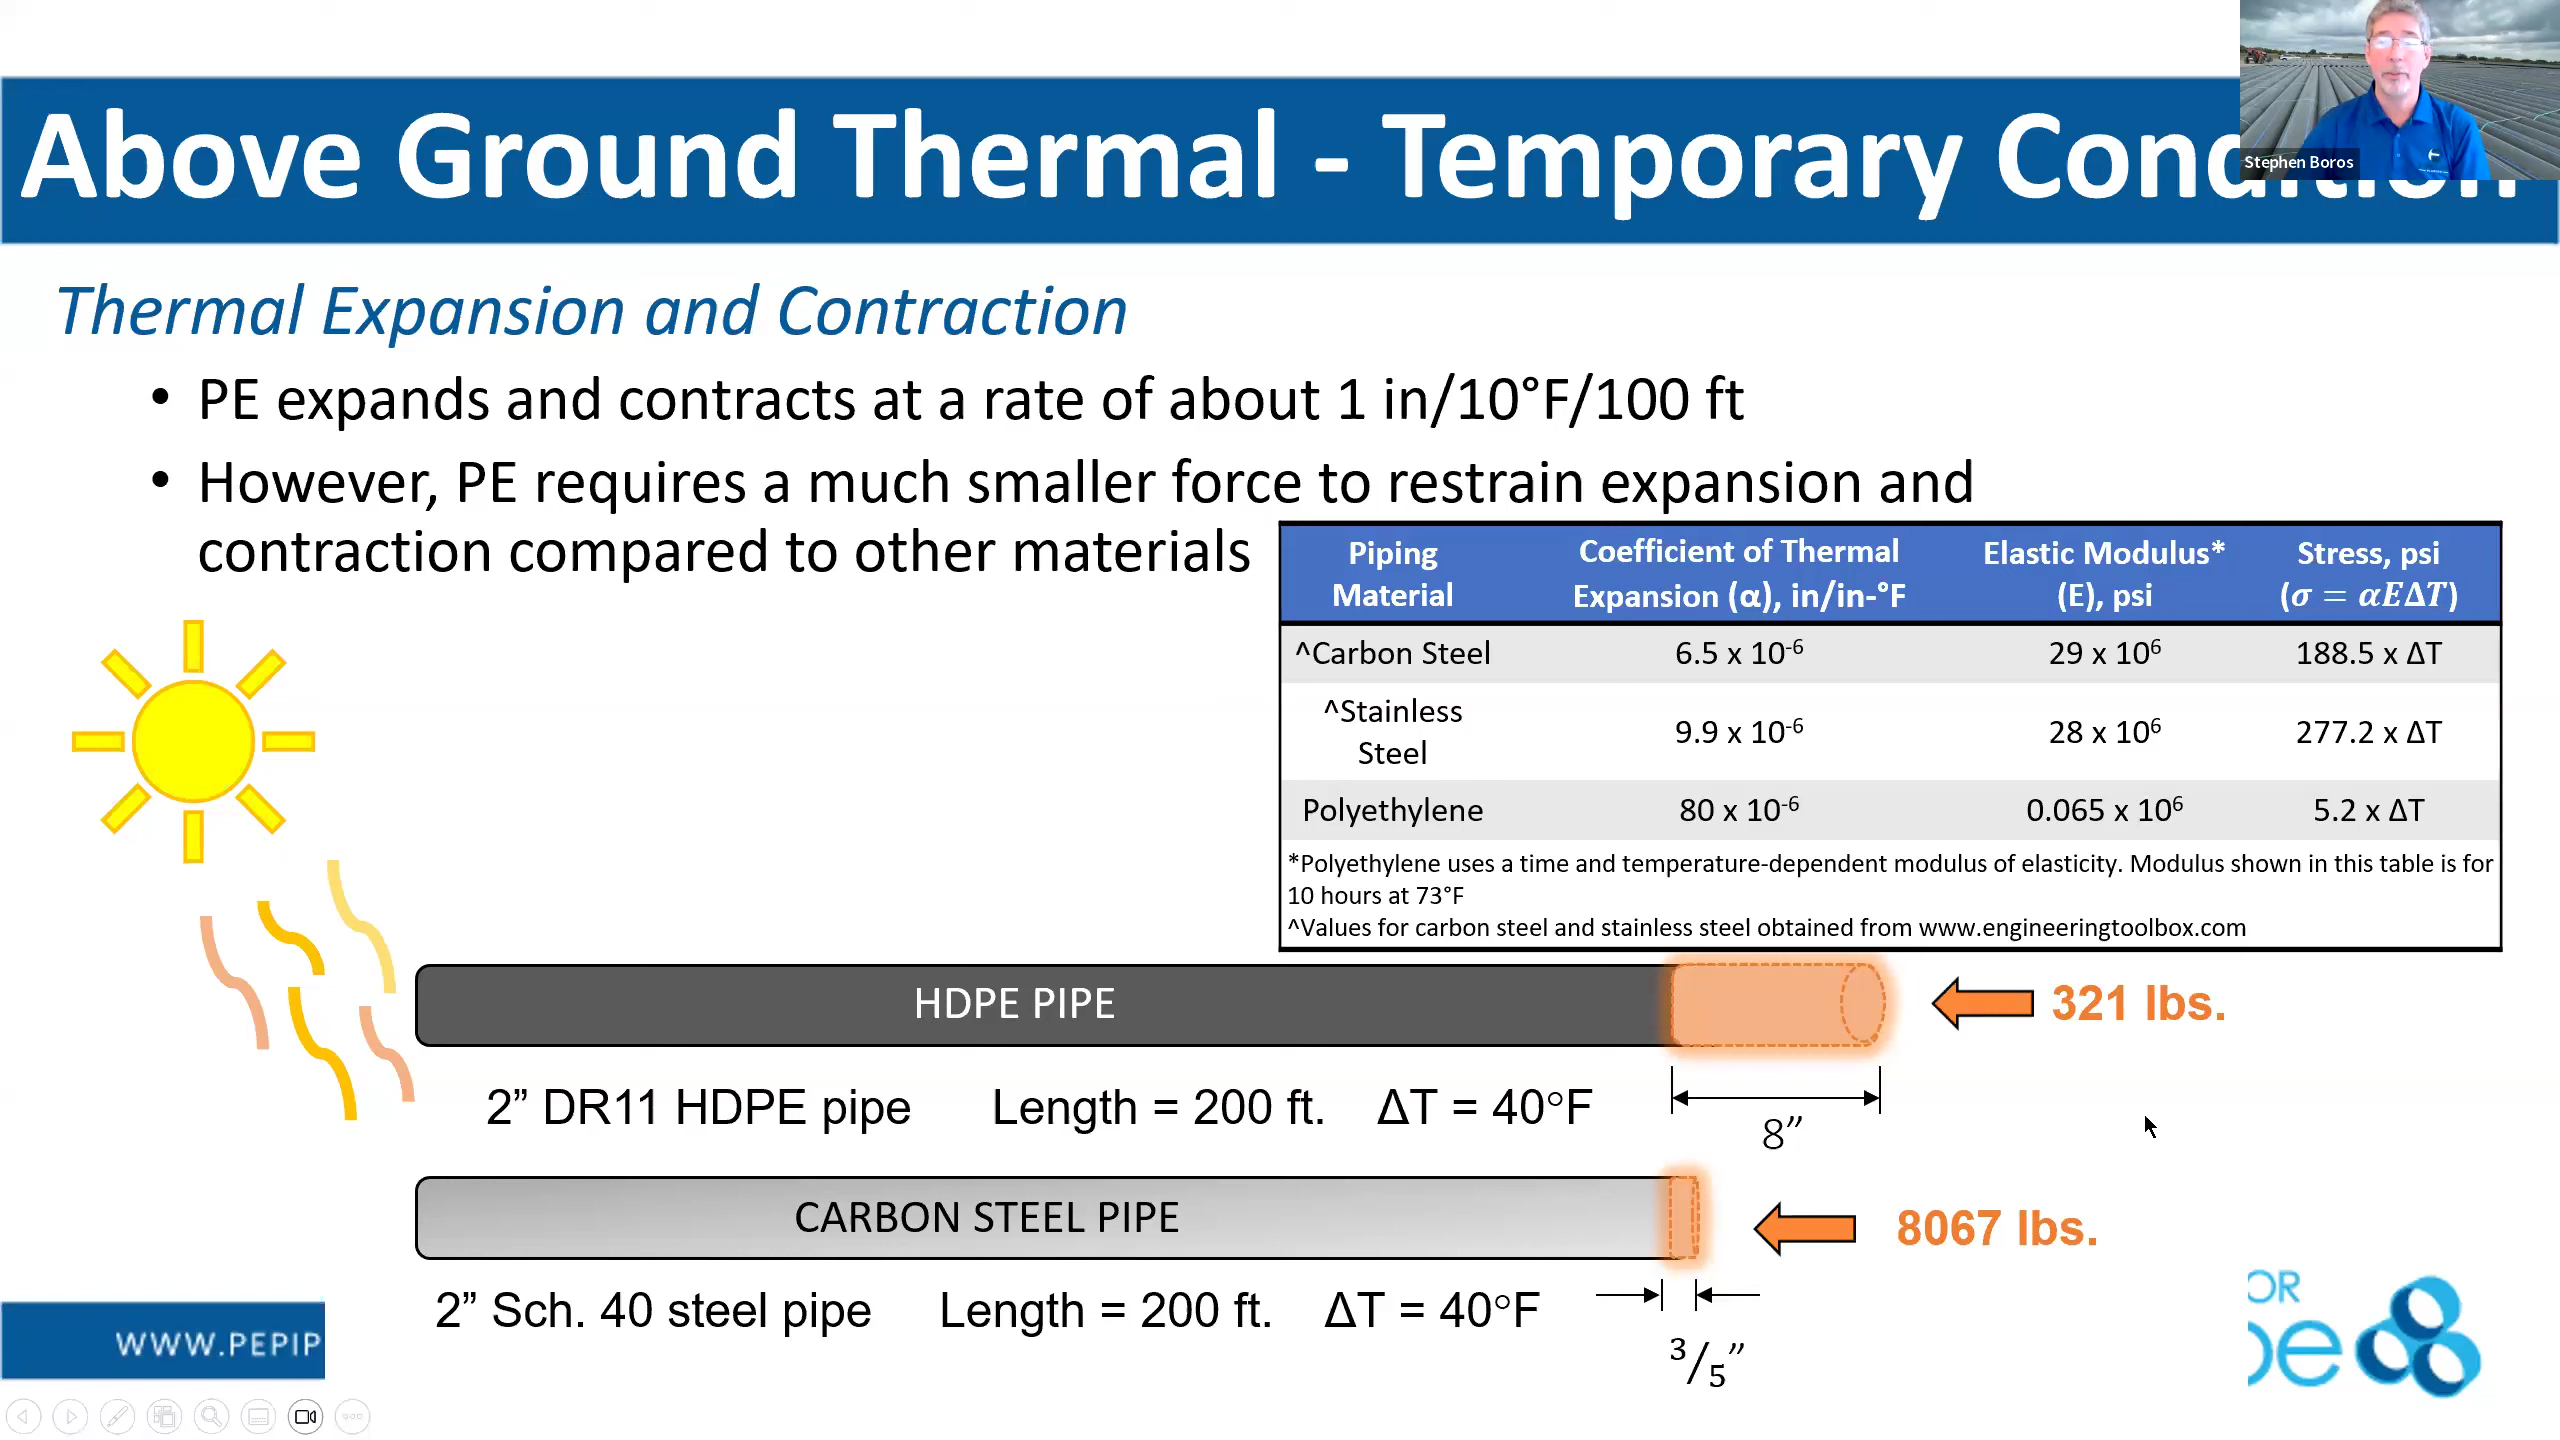 Above Ground Thermal - Temporary Condition
Stephen Boros
Thermal Expansion and Contraction
• PE expands and contracts at a rate of about 1 in/10°F/100 ft
• However, PE requires a much smaller force to restrain expansion and
contraction compared to other materials
Piping Material Coefficient of Thermal Expansion (α), in/in-°F Elastic Modulus* (E), psi Stress, psi (σ = αEΔT)
^Carbon Steel 6.5 x 10⁻⁶ 29 x 10⁶ 188.5 x ΔT
^Stainless Steel 9.9 x 10⁻⁶ 28 x 10⁶ 277.2 x ΔT
Polyethylene 80 x 10⁻⁶ 0.065 x 10⁶ 5.2 x ΔT
*Polyethylene uses a time and temperature-dependent modulus of elasticity. Modulus shown in this table is for
10 hours at 73°F
^Values for carbon steel and stainless steel obtained from www.engineeringtoolbox.com
HDPE PIPE
321 lbs.
2” DR11 HDPE pipe Length = 200 ft. ΔT = 40°F
8”
CARBON STEEL PIPE
8067 lbs.
2” Sch. 40 steel pipe Length = 200 ft. ΔT = 40°F
3/5”
WWW.PEPIP
OR
pe